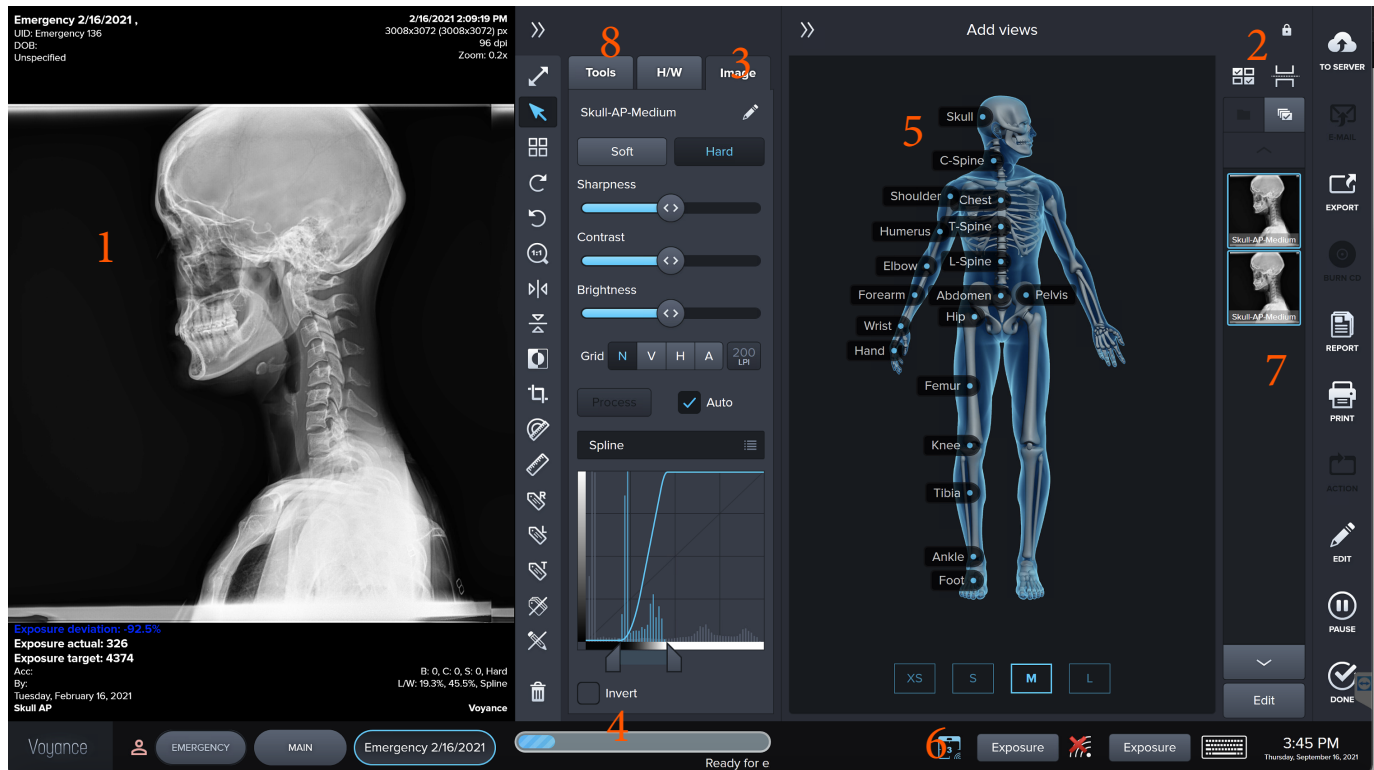 Emergency 2/16/2021 ,
UID: Emergency 136
DOB:
Unspecified
2/16/2021 2:09:19 PM
3008x3072 (3008x3072) px
96 dpi
Zoom: 0.2x
1
Exposure deviation: -92.5%
Exposure actual: 326
Exposure target: 4374
Acc:
By:
Tuesday, February 16, 2021
Skull AP
B: 0, C: 0, S: 0, Hard
L/W: 19.3%, 45.5%, Spline
Voyance
1:1
R
L
T
8
3
Tools
H/W
Image
Skull-AP-Medium
Soft
Hard
Sharpness
Contrast
Brightness
Grid
N
V
H
A
200
LPI
Process
Auto
Spline
Invert
4
Add views
5
Skull
C-Spine
Shoulder
Chest
Humerus
T-Spine
Elbow
L-Spine
Forearm
Abdomen
Pelvis
Hip
Wrist
Hand
Femur
Knee
Tibia
Ankle
Foot
XS
S
M
L
2
Skull-AP-Medium
Skull-AP-Medium
7
Edit
TO SERVER
E-MAIL
EXPORT
BURN CD
REPORT
PRINT
ACTION
EDIT
PAUSE
DONE
Voyance
EMERGENCY
MAIN
Emergency 2/16/2021
Ready for e
6
3
Exposure
Exposure
3:45 PM
Thursday, September 16, 2021